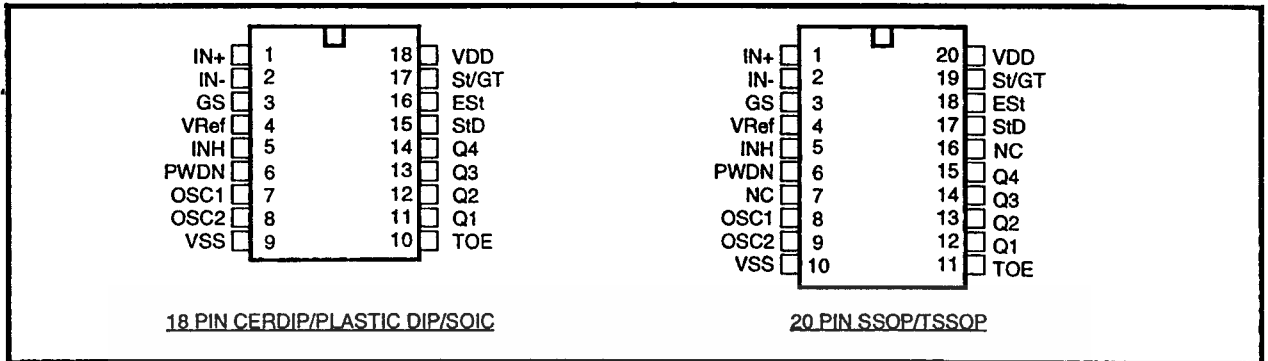 IN+ 1 18 VDD
IN- 2 17 St/GT
GS 3 16 ESt
VRef 4 15 StD
INH 5 14 Q4
PWDN 6 13 Q3
OSC1 7 12 Q2
OSC2 8 11 Q1
VSS 9 10 TOE
18 PIN CERDIP/PLASTIC DIP/SOIC
IN+ 1 20 VDD
IN- 2 19 St/GT
GS 3 18 ESt
VRef 4 17 StD
INH 5 16 NC
PWDN 6 15 Q4
NC 7 14 Q3
OSC1 8 13 Q2
OSC2 9 12 Q1
VSS 10 11 TOE
20 PIN SSOP/TSSOP